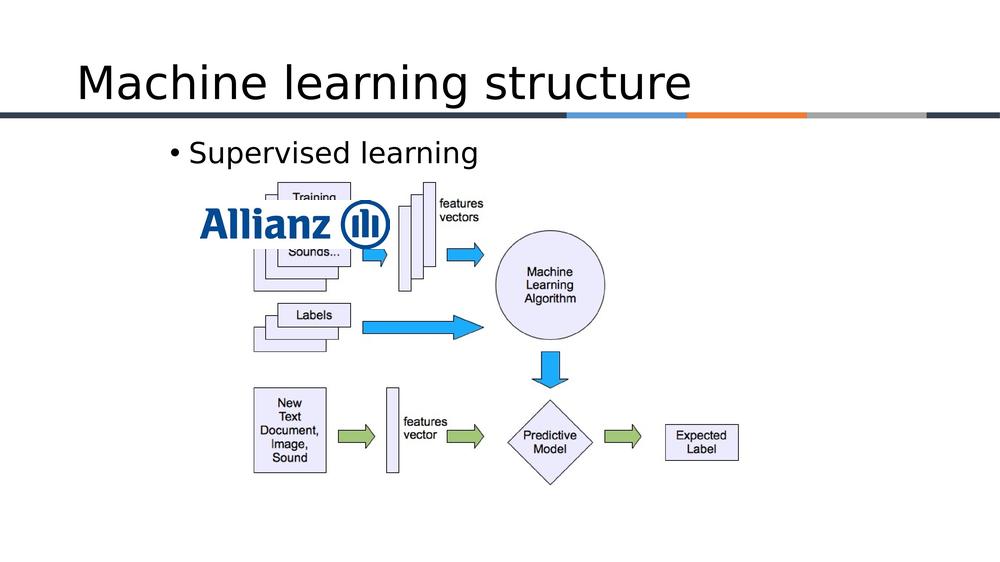 Machine learning structure
• Supervised learning
Training
Allianz
Sounds...
features
vectors
Machine
Learning
Algorithm
Labels
New
Text
Document,
Image,
Sound
features
vector
Predictive
Model
Expected
Label